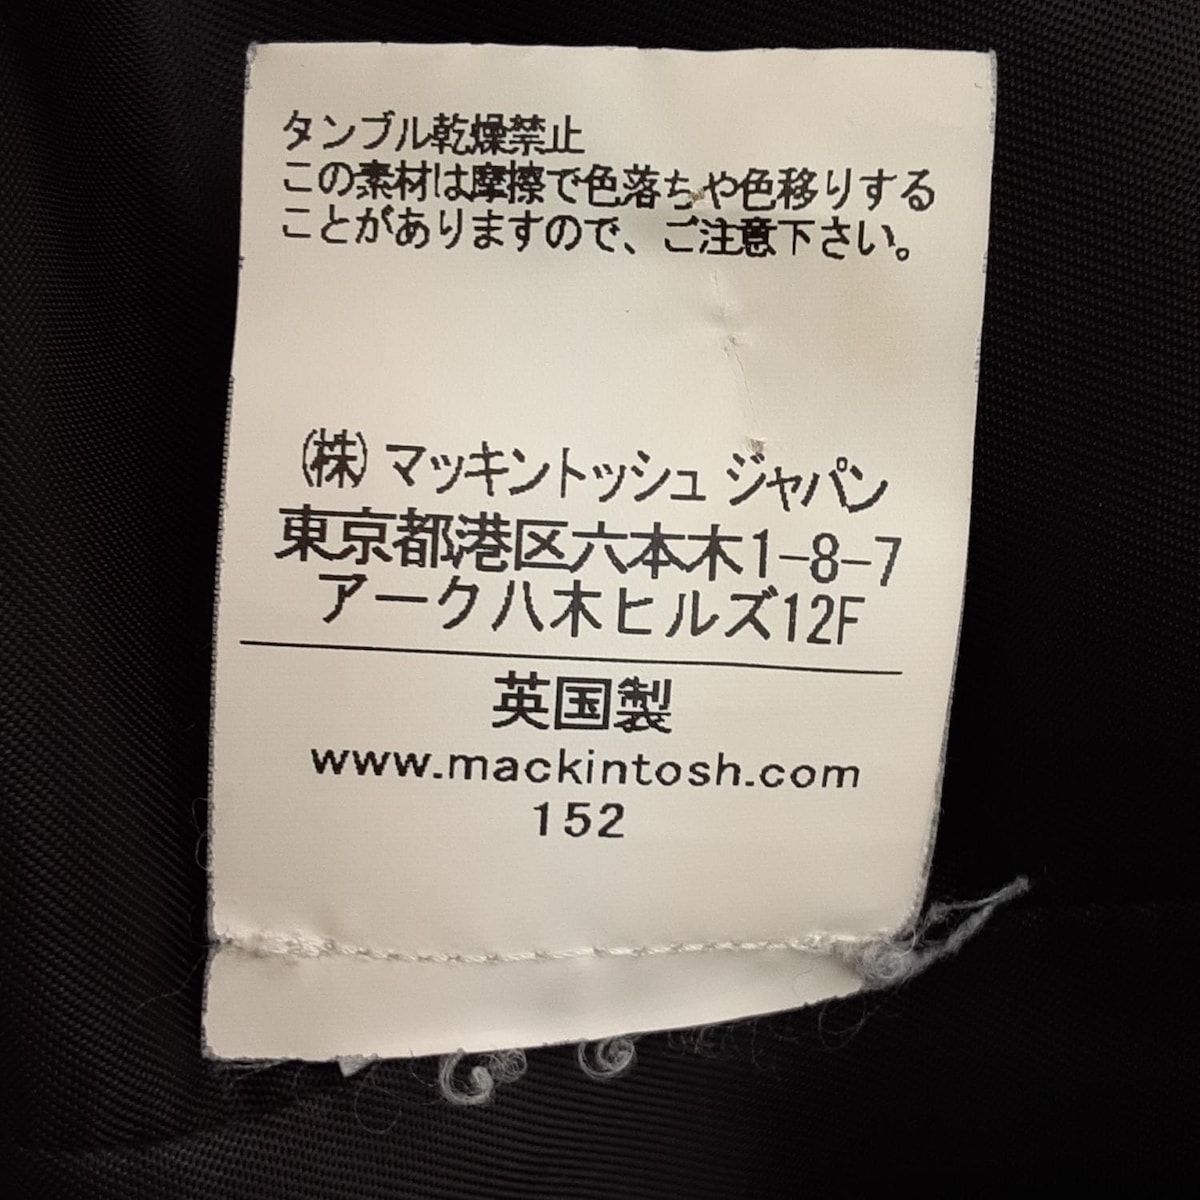 タンブル乾燥禁止
この素材は摩擦で色落ちや色移りする
ことがありますので、ご注意下さい。
㈱ マッキントッシュ ジャパン
東京都港区六本木1-8-7
アーク八木ヒルズ12F
英国製
www.mackintosh.com
152